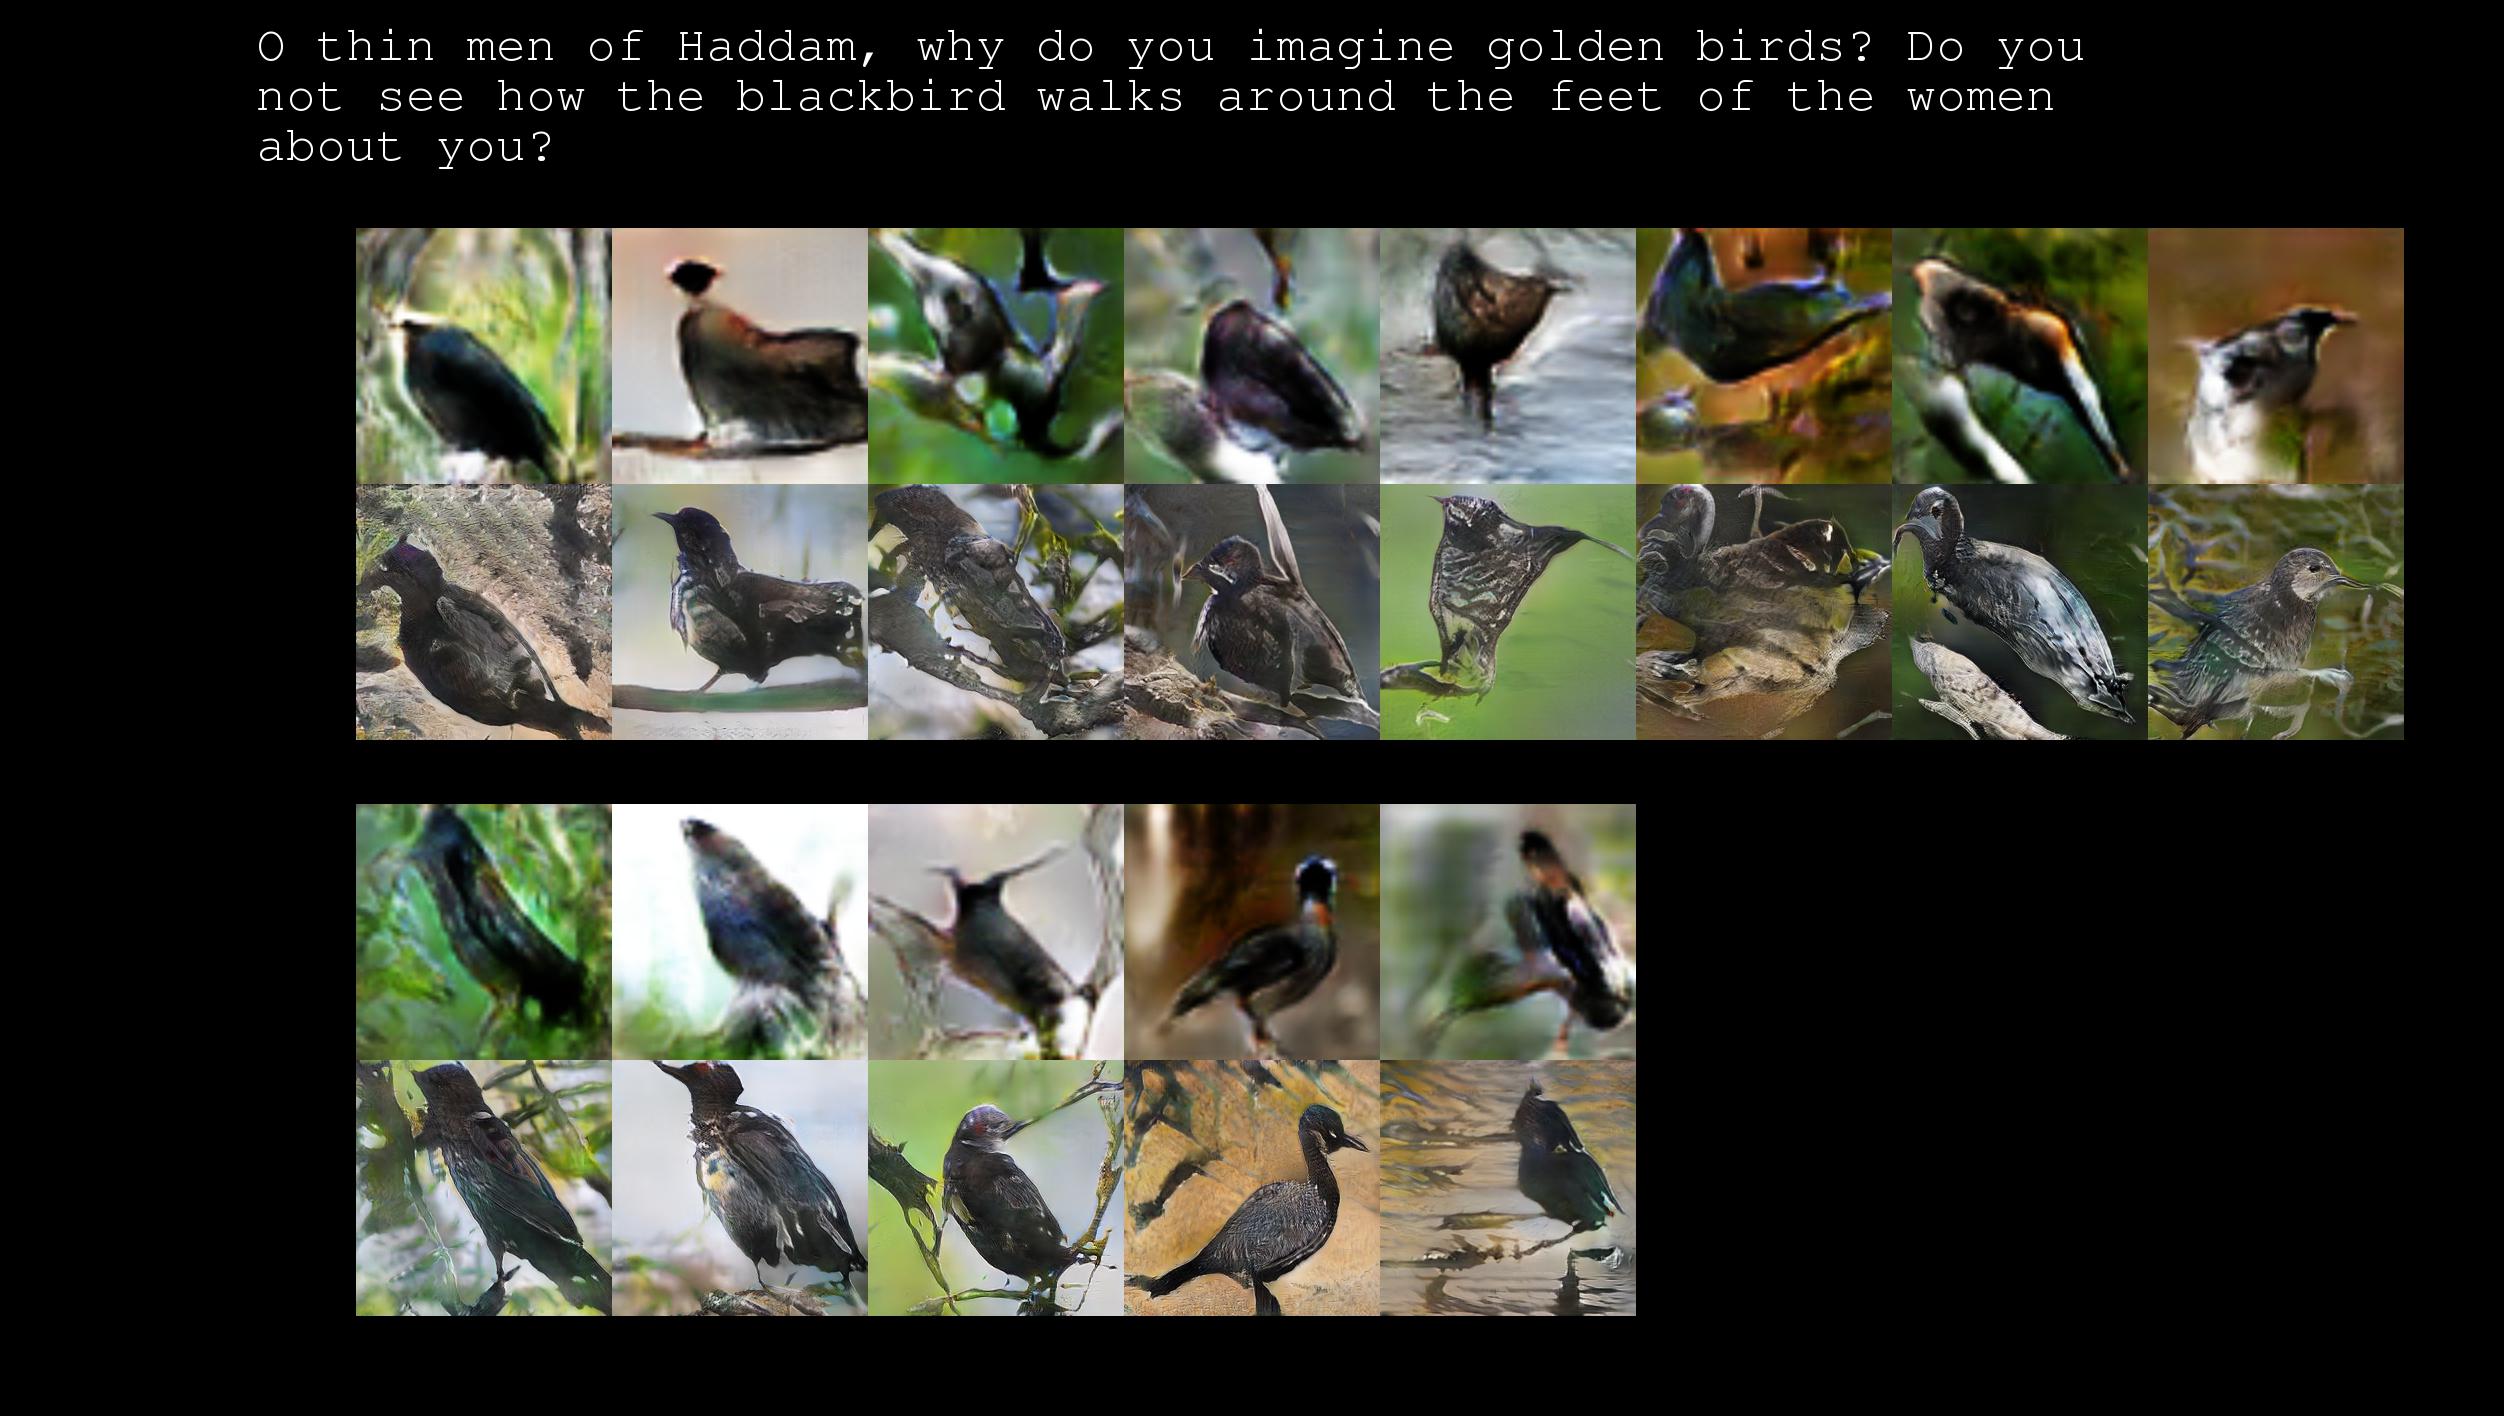 O thin men of Haddam, why do you imagine golden birds? Do you
not see how the blackbird walks around the feet of the women
about you?